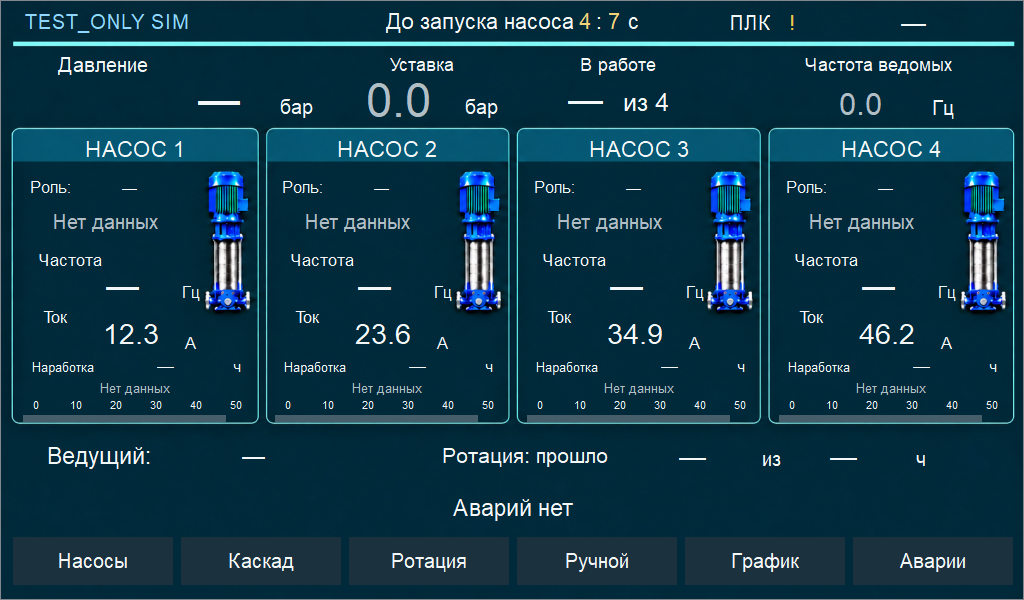 TEST_ONLY SIM До запуска насоса 4 : 7 с ПЛК ! —
Давление Уставка В работе Частота ведомых
— бар 0.0 бар — из 4 0.0 Гц
НАСОС 1 НАСОС 2 НАСОС 3 НАСОС 4
Роль: — Роль: — Роль: — Роль: —
Нет данных Нет данных Нет данных Нет данных
Частота Частота Частота Частота
— Гц — Гц — Гц — Гц
Ток 12.3 А Ток 23.6 А Ток 34.9 А Ток 46.2 А
Наработка — ч Наработка — ч Наработка — ч Наработка — ч
Нет данных Нет данных Нет данных Нет данных
0 10 20 30 40 50 0 10 20 30 40 50 0 10 20 30 40 50 0 10 20 30 40 50
Ведущий: — Ротация: прошло — из — ч
Аварий нет
Насосы Каскад Ротация Ручной График Аварии